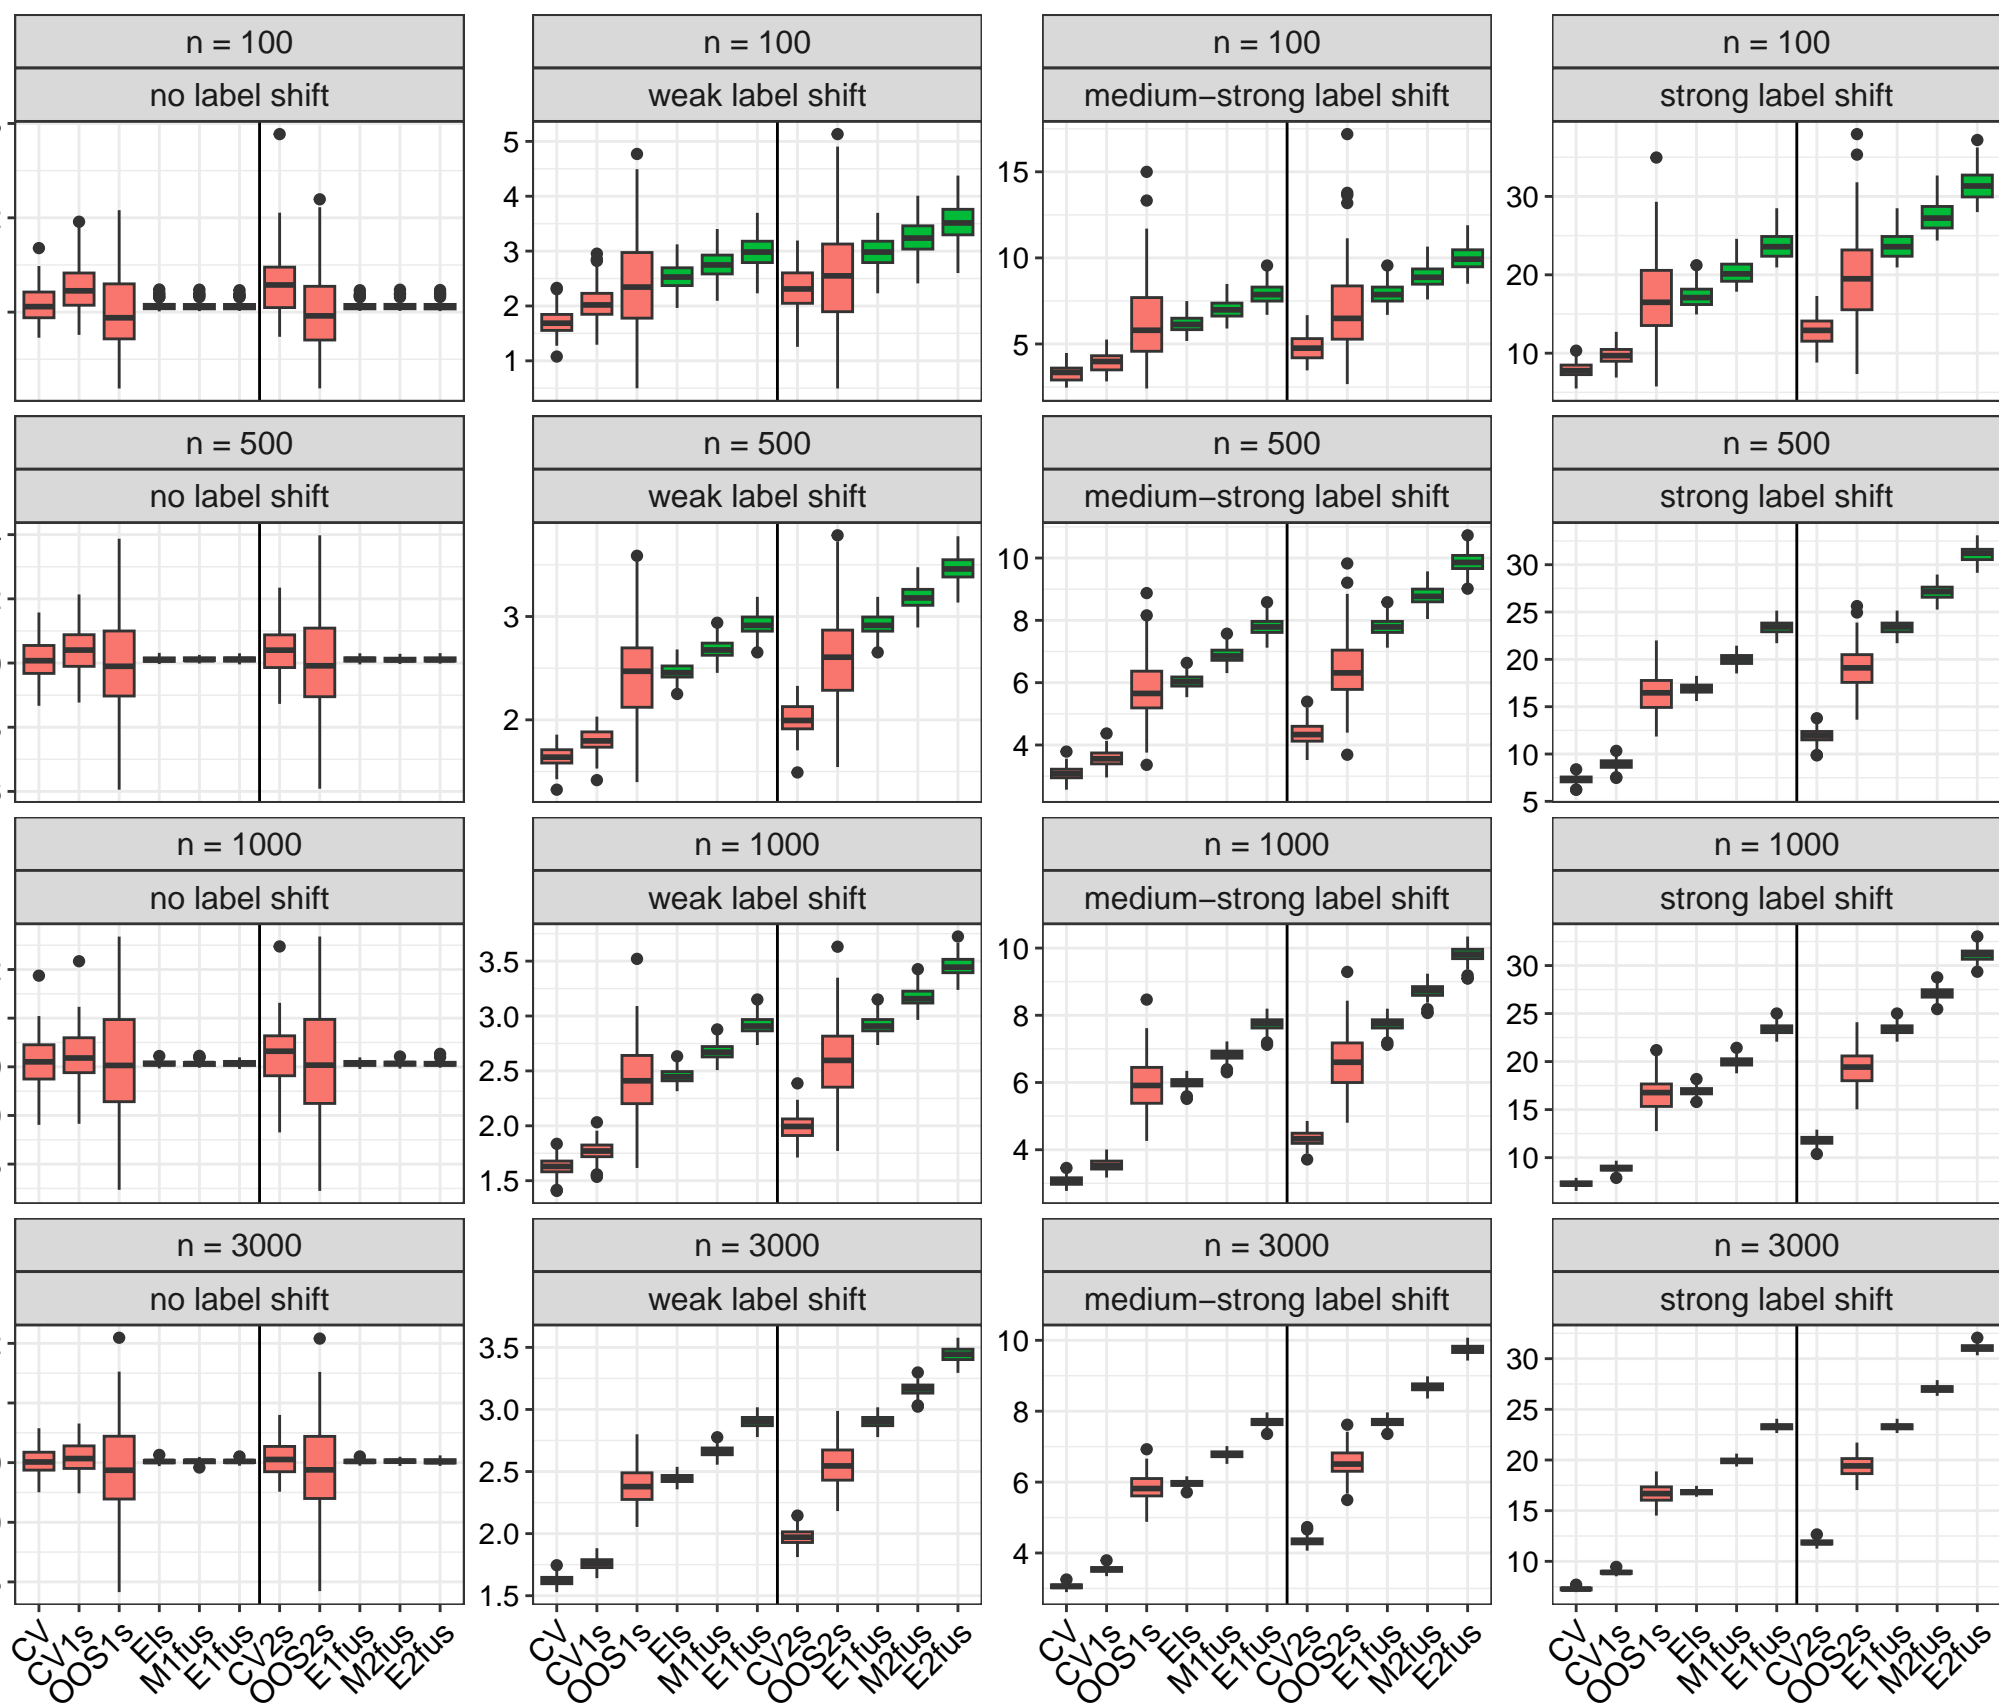 n = 100
n = 100
n = 100
n = 100
no label shift
weak label shift
medium−strong label shift
strong label shift
5
4
3
2
1
15
10
5
30
20
10
n = 500
n = 500
n = 500
n = 500
no label shift
weak label shift
medium−strong label shift
strong label shift
3
2
10
8
6
4
30
25
20
15
10
5
n = 1000
n = 1000
n = 1000
n = 1000
no label shift
weak label shift
medium−strong label shift
strong label shift
3.5
3.0
2.5
2.0
1.5
10
8
6
4
30
25
20
15
10
n = 3000
n = 3000
n = 3000
n = 3000
no label shift
weak label shift
medium−strong label shift
strong label shift
3.5
3.0
2.5
2.0
1.5
10
8
6
4
30
25
20
15
10
CV CV1s OOS1s Els M1fus E1fus CV2s OOS2s E1fus M2fus E2fus
CV CV1s OOS1s Els M1fus E1fus CV2s OOS2s E1fus M2fus E2fus
CV CV1s OOS1s Els M1fus E1fus CV2s OOS2s E1fus M2fus E2fus
CV CV1s OOS1s Els M1fus E1fus CV2s OOS2s E1fus M2fus E2fus